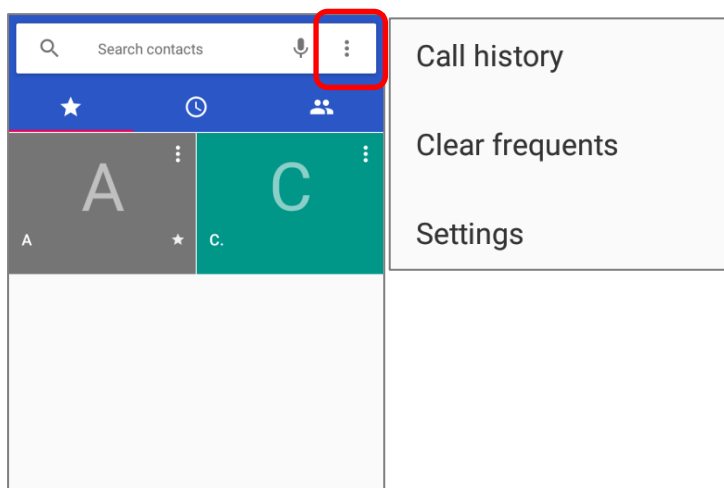 Search contacts
A
C
A
C.
Call history
Clear frequents
Settings